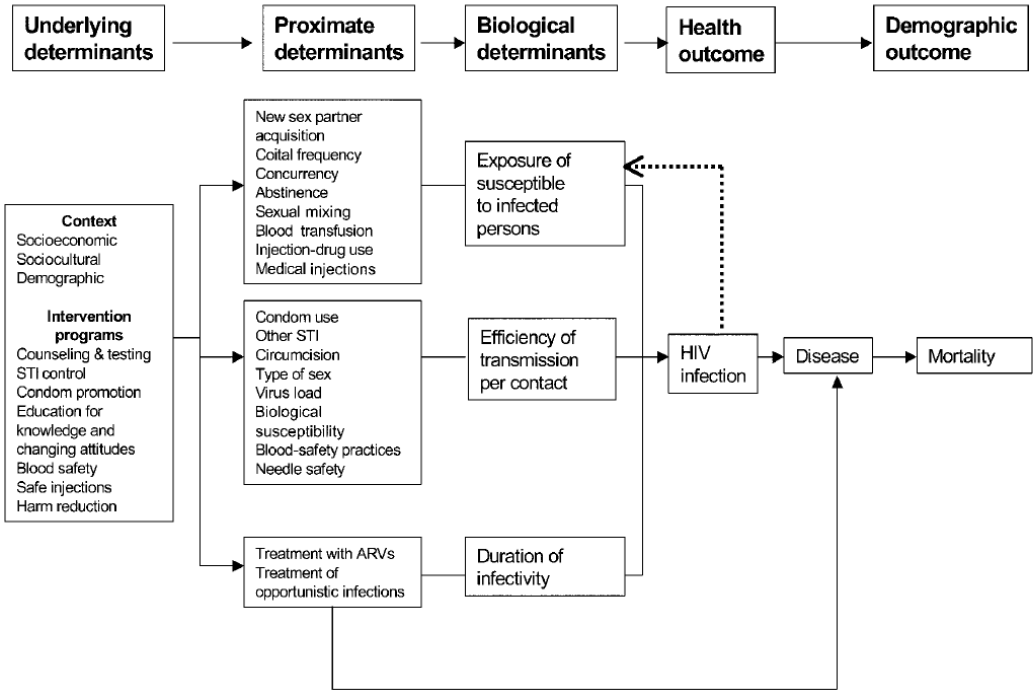 Underlying
determinants
Proximate
determinants
Biological
determinants
Health
outcome
Demographic
outcome
Context
Socioeconomic
Sociocultural
Demographic
Intervention
programs
Counseling & testing
STI control
Condom promotion
Education for
knowledge and
changing attitudes
Blood safety
Safe injections
Harm reduction
New sex partner
acquisition
Coital frequency
Concurrency
Abstinence
Sexual mixing
Blood transfusion
Injection-drug use
Medical injections
Condom use
Other STI
Circumcision
Type of sex
Virus load
Biological
susceptibility
Blood-safety practices
Needle safety
Treatment with ARVs
Treatment of
opportunistic infections
Exposure of
susceptible
to infected
persons
Efficiency of
transmission
per contact
Duration of
infectivity
HIV
infection
Disease
Mortality